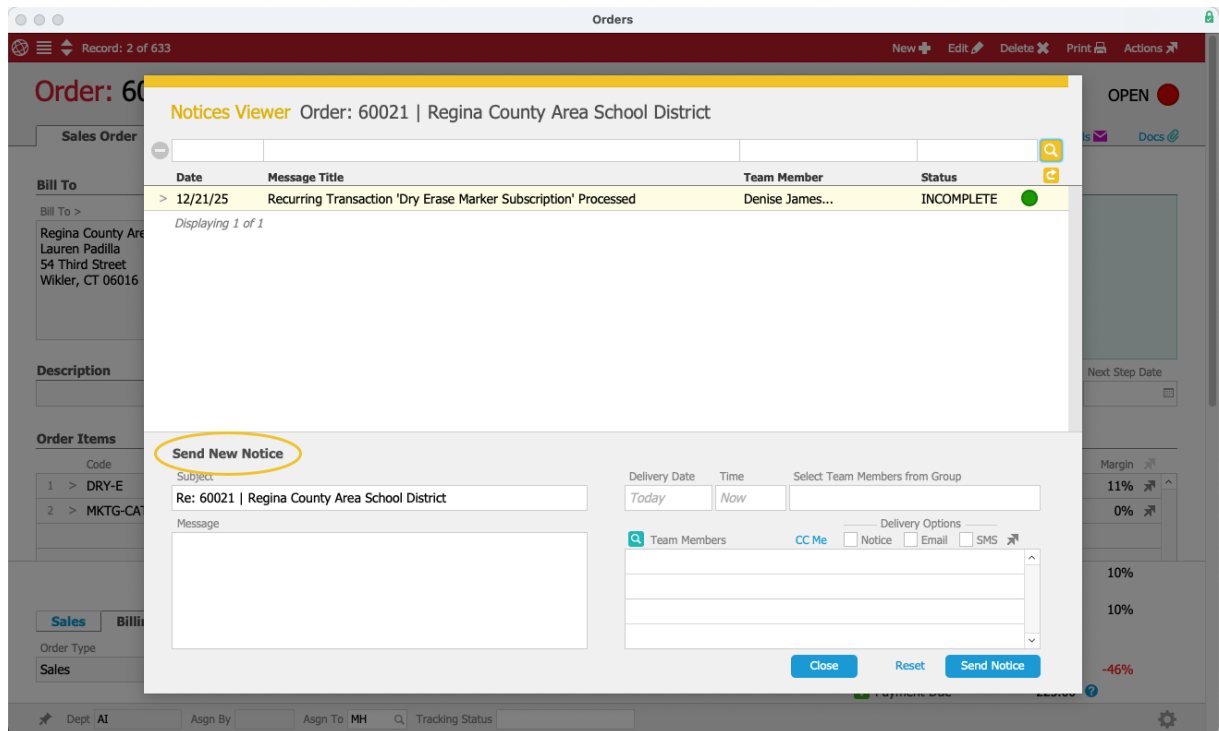 Orders
Record: 2 of 633
New Edit Delete Print Actions
Order: 60
OPEN
Notices Viewer Order: 60021 | Regina County Area School District
Sales Order
Docs
Bill To
Date Message Title Team Member Status
> 12/21/25 Recurring Transaction 'Dry Erase Marker Subscription' Processed Denise James... INCOMPLETE
Bill To >
Displaying 1 of 1
Regina County Are
Lauren Padilla
54 Third Street
Wikler, CT 06016
Description
Next Step Date
Order Items
Send New Notice
Code
Margin
Subject
Delivery Date Time Select Team Members from Group
1 > DRY-E
11%
Re: 60021 | Regina County Area School District
Today Now
2 > MKTG-CAT
0%
Message
Delivery Options
Team Members CC Me Notice Email SMS
10%
10%
Sales Billin
Order Type
Close Reset Send Notice
Sales
-46%
Payment Due
Dept AI Asgn By Asgn To MH Tracking Status